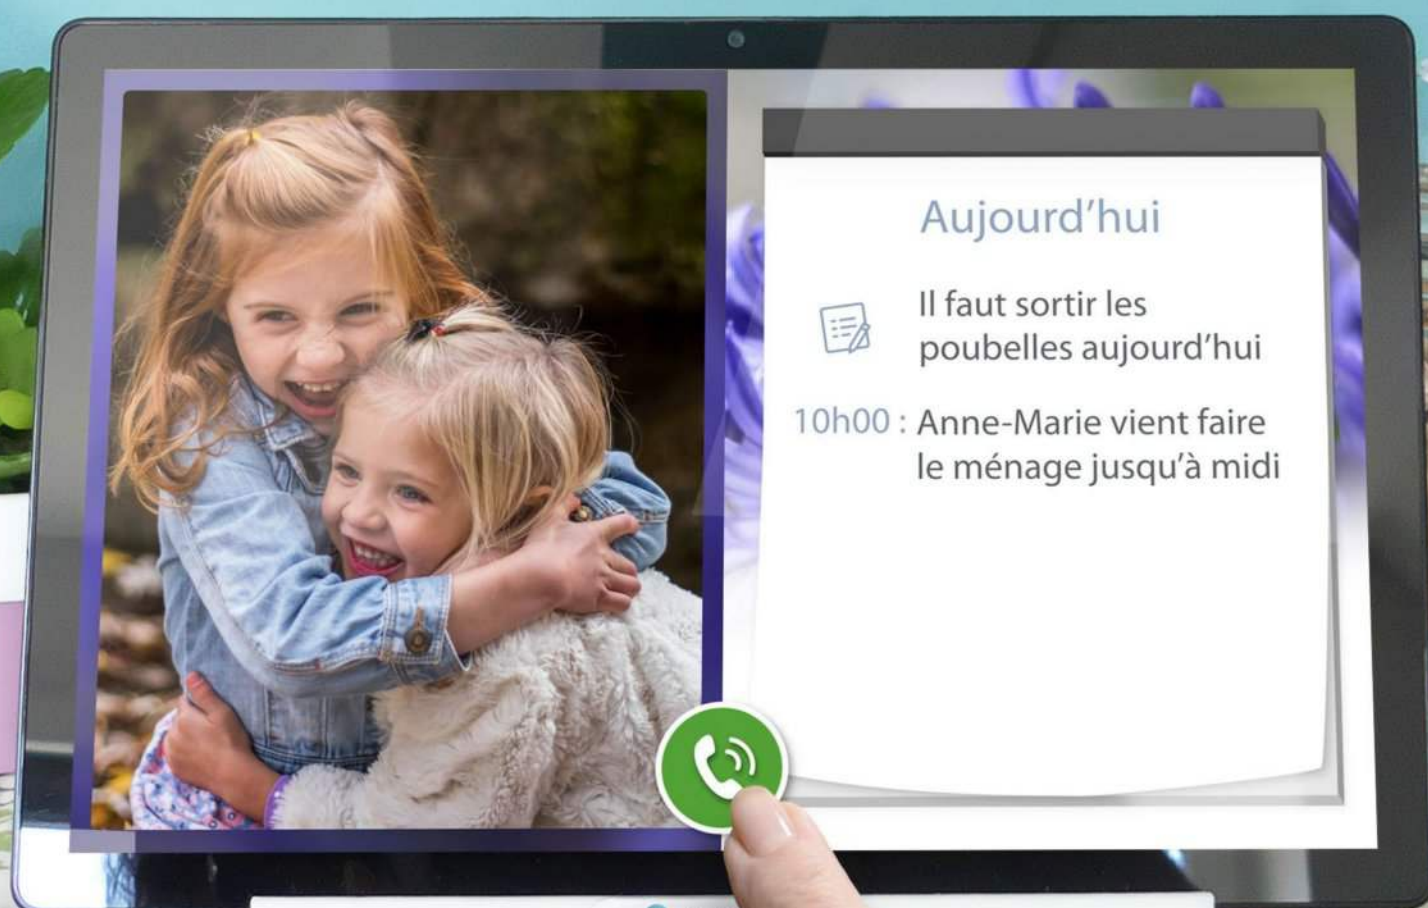 Aujourd'hui
Il faut sortir les
poubelles aujourd'hui
10h00 : Anne-Marie vient faire
le ménage jusqu'à midi